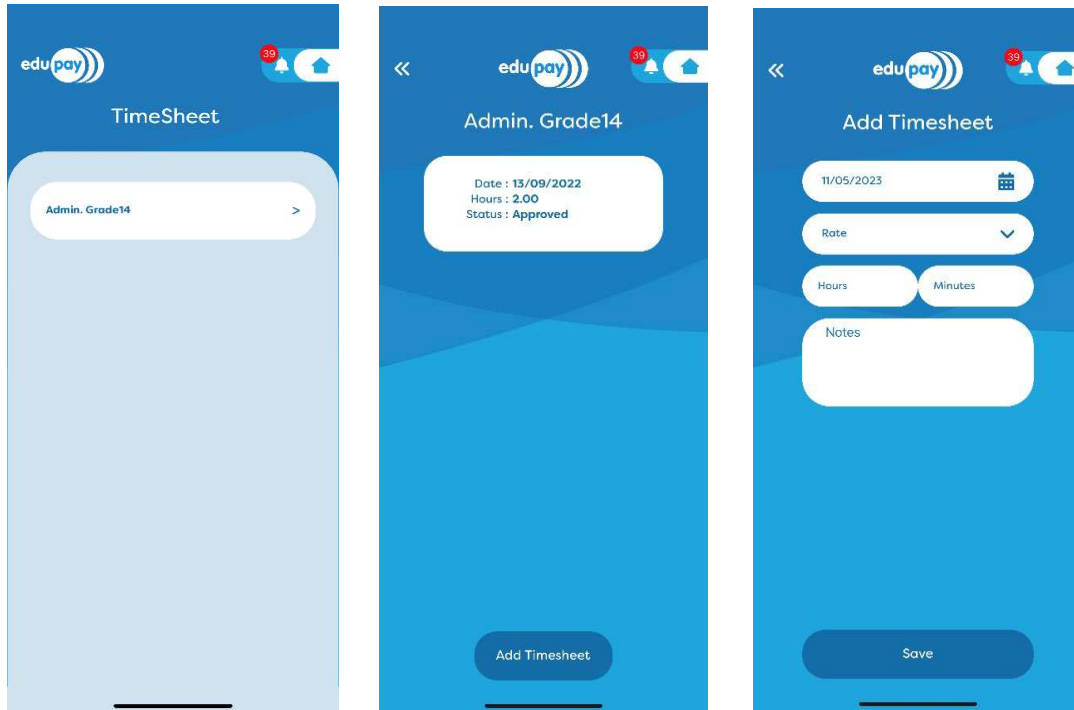 edupay
39
TimeSheet
Admin. Grade14 >
edupay
39
Admin. Grade14
Date : 13/09/2022
Hours : 2.00
Status : Approved
Add Timesheet
edupay
39
Add Timesheet
11/05/2023
Rate
Hours Minutes
Notes
Save